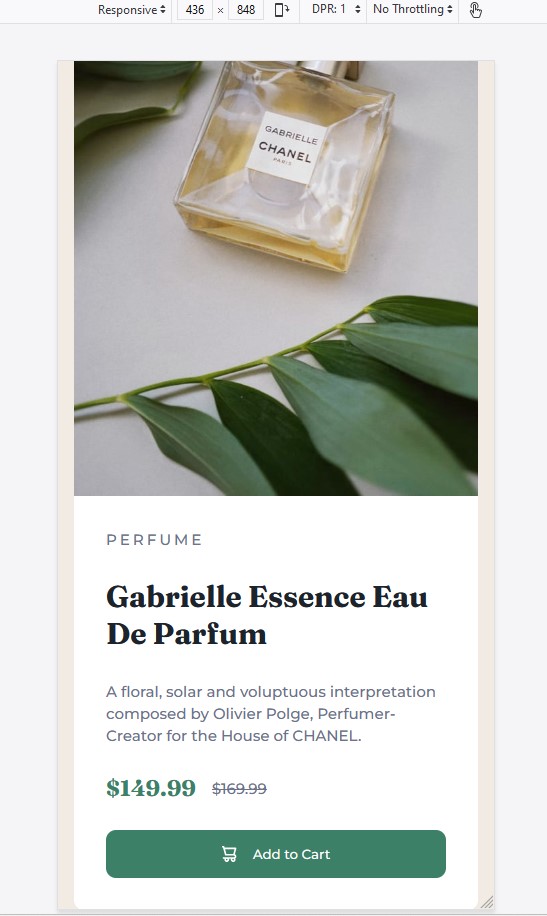 Responsive
436 × 848
DPR: 1
No Throttling
GABRIELLE
CHANEL
PARIS
PERFUME
Gabrielle Essence Eau
De Parfum
A floral, solar and voluptuous interpretation
composed by Olivier Polge, Perfumer-
Creator for the House of CHANEL.
$149.99 $169.99
Add to Cart